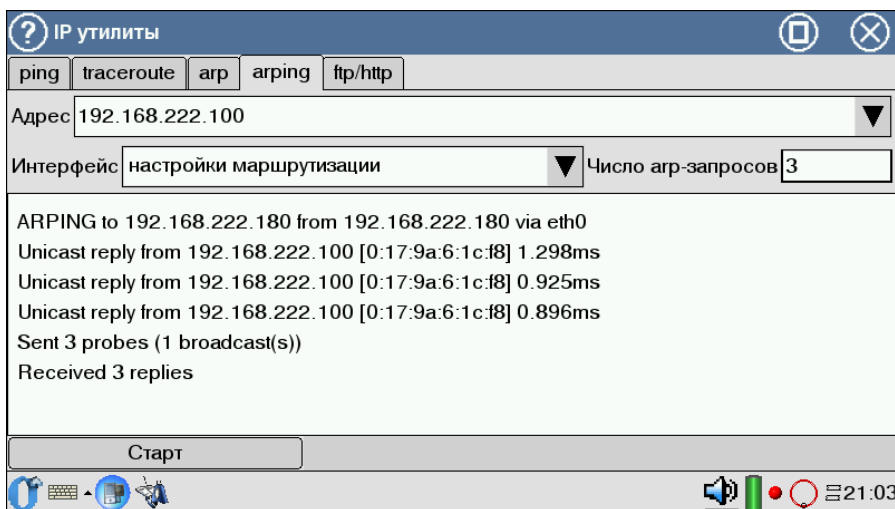 IP утилиты
ping traceroute arp arping ftp/http
Адрес 192.168.222.100
Интерфейс настройки маршрутизации Число arp-запросов 3
ARPING to 192.168.222.180 from 192.168.222.180 via eth0
Unicast reply from 192.168.222.100 [0:17:9a:6:1c:f8] 1.298ms
Unicast reply from 192.168.222.100 [0:17:9a:6:1c:f8] 0.925ms
Unicast reply from 192.168.222.100 [0:17:9a:6:1c:f8] 0.896ms
Sent 3 probes (1 broadcast(s))
Received 3 replies
Старт
21:03